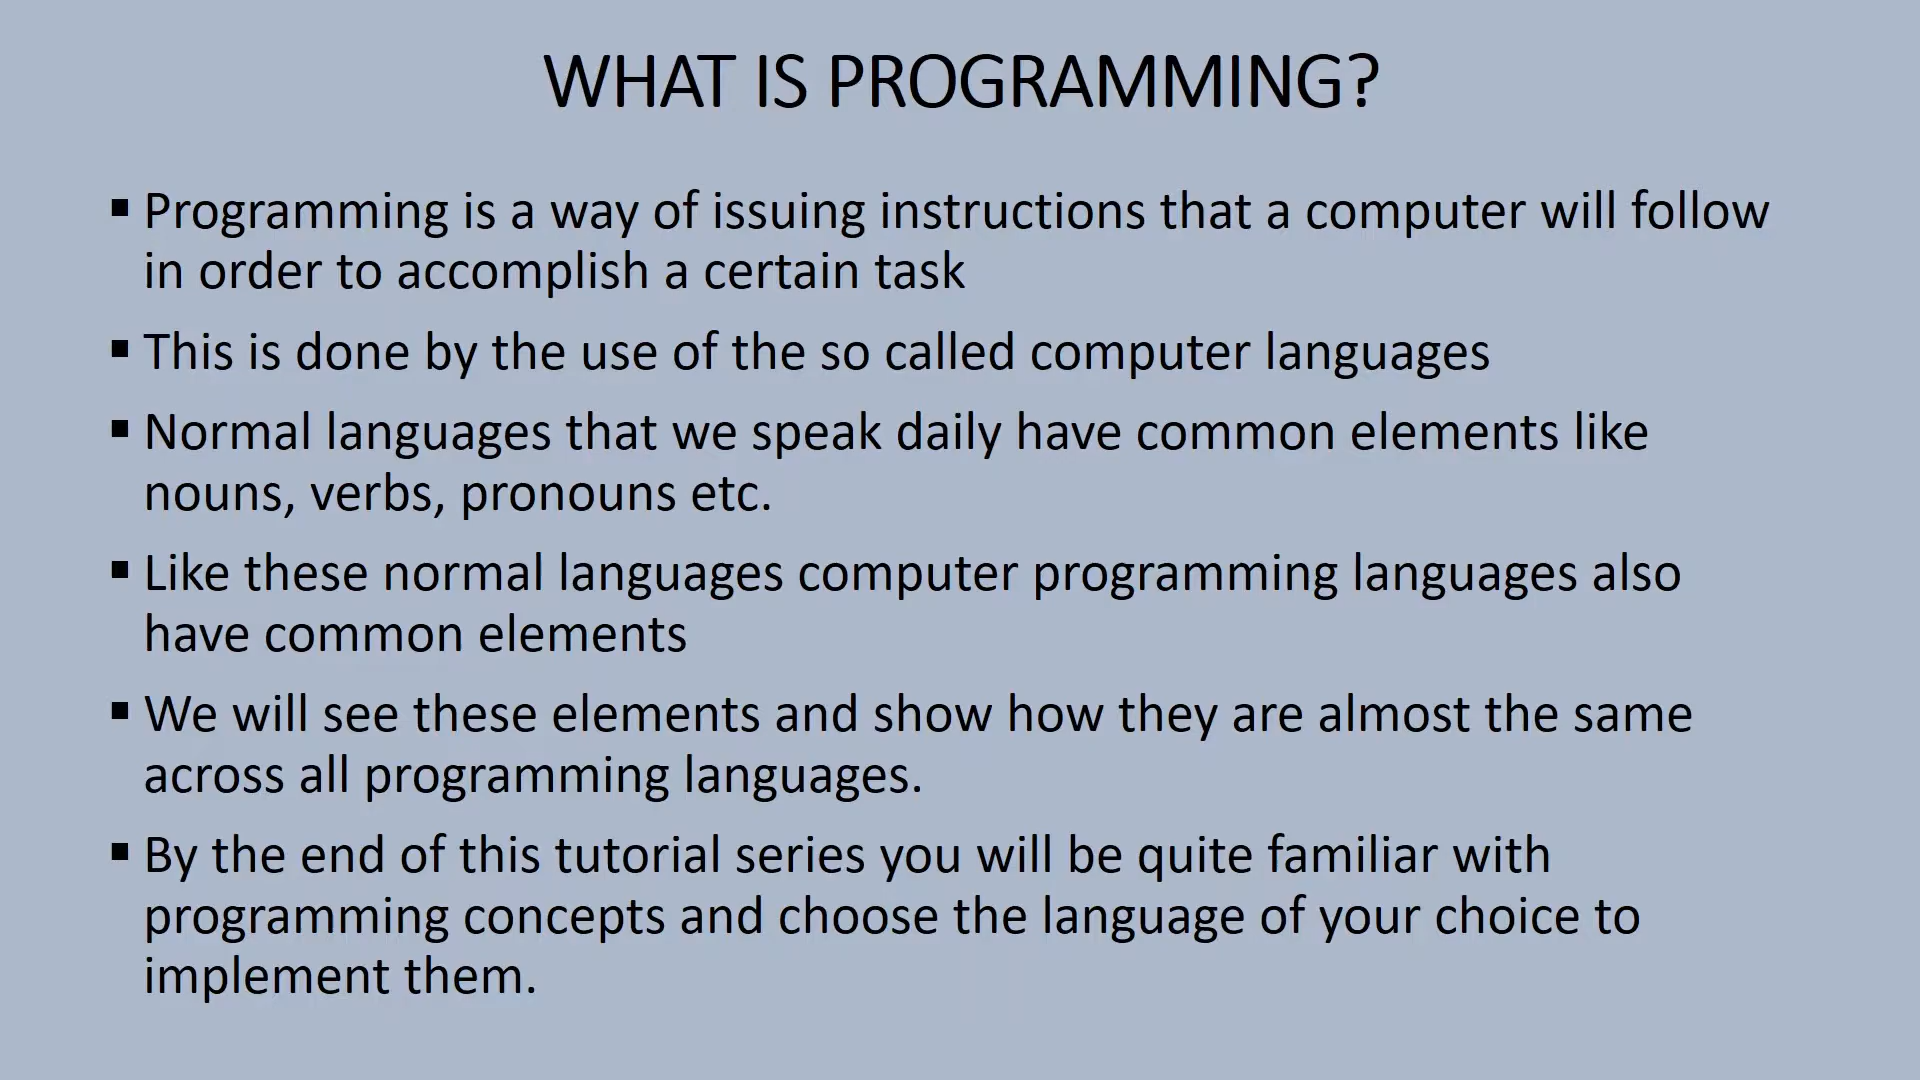 WHAT IS PROGRAMMING?
▪ Programming is a way of issuing instructions that a computer will follow
in order to accomplish a certain task
▪ This is done by the use of the so called computer languages
▪ Normal languages that we speak daily have common elements like
nouns, verbs, pronouns etc.
▪ Like these normal languages computer programming languages also
have common elements
▪ We will see these elements and show how they are almost the same
across all programming languages.
▪ By the end of this tutorial series you will be quite familiar with
programming concepts and choose the language of your choice to
implement them.